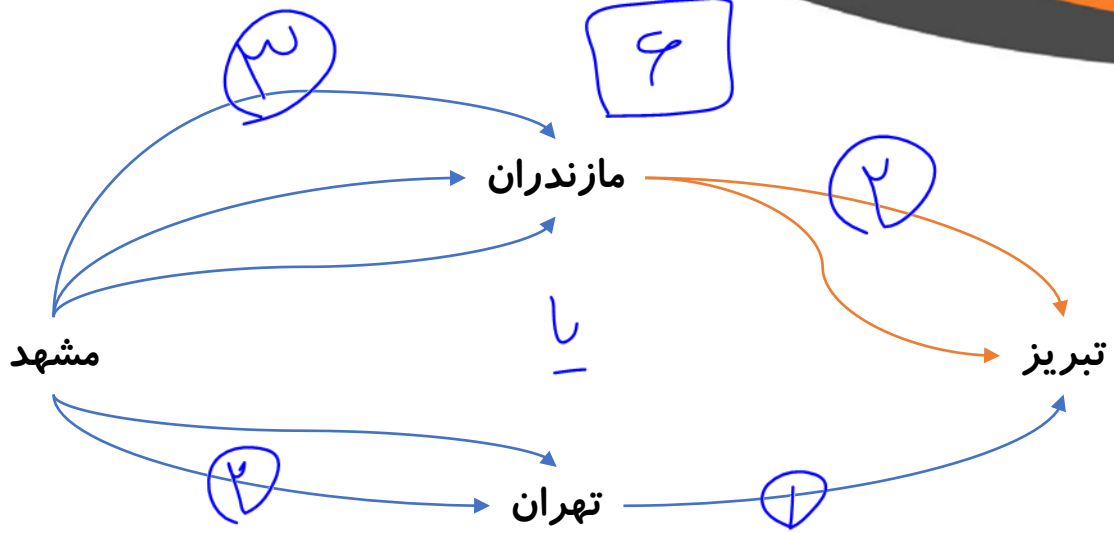 ۳
۶
مازندران
۲
یا
مشهد
تبریز
۲
تهران
۱